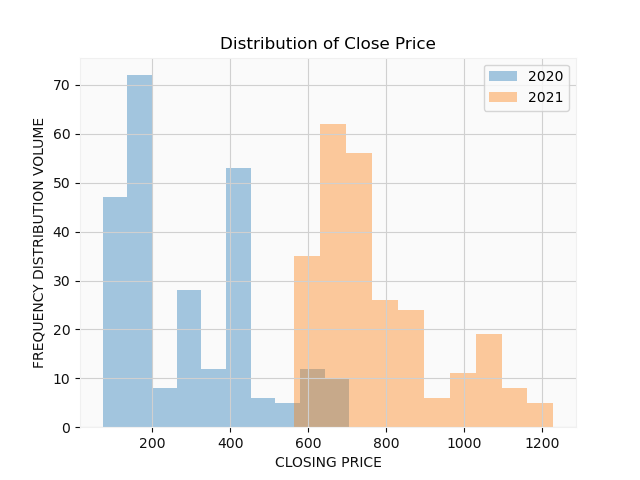 Distribution of Close Price
2020
2021
FREQUENCY DISTRIBUTION VOLUME
70
60
50
40
30
20
10
0
200 400 600 800 1000 1200
CLOSING PRICE